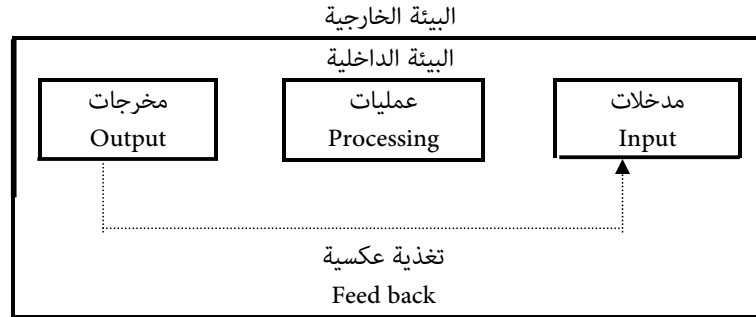 البيئة الخارجية
البيئة الداخلية
مدخلات
Input
عمليات
Processing
مخرجات
Output
تغذية عكسية
Feed back